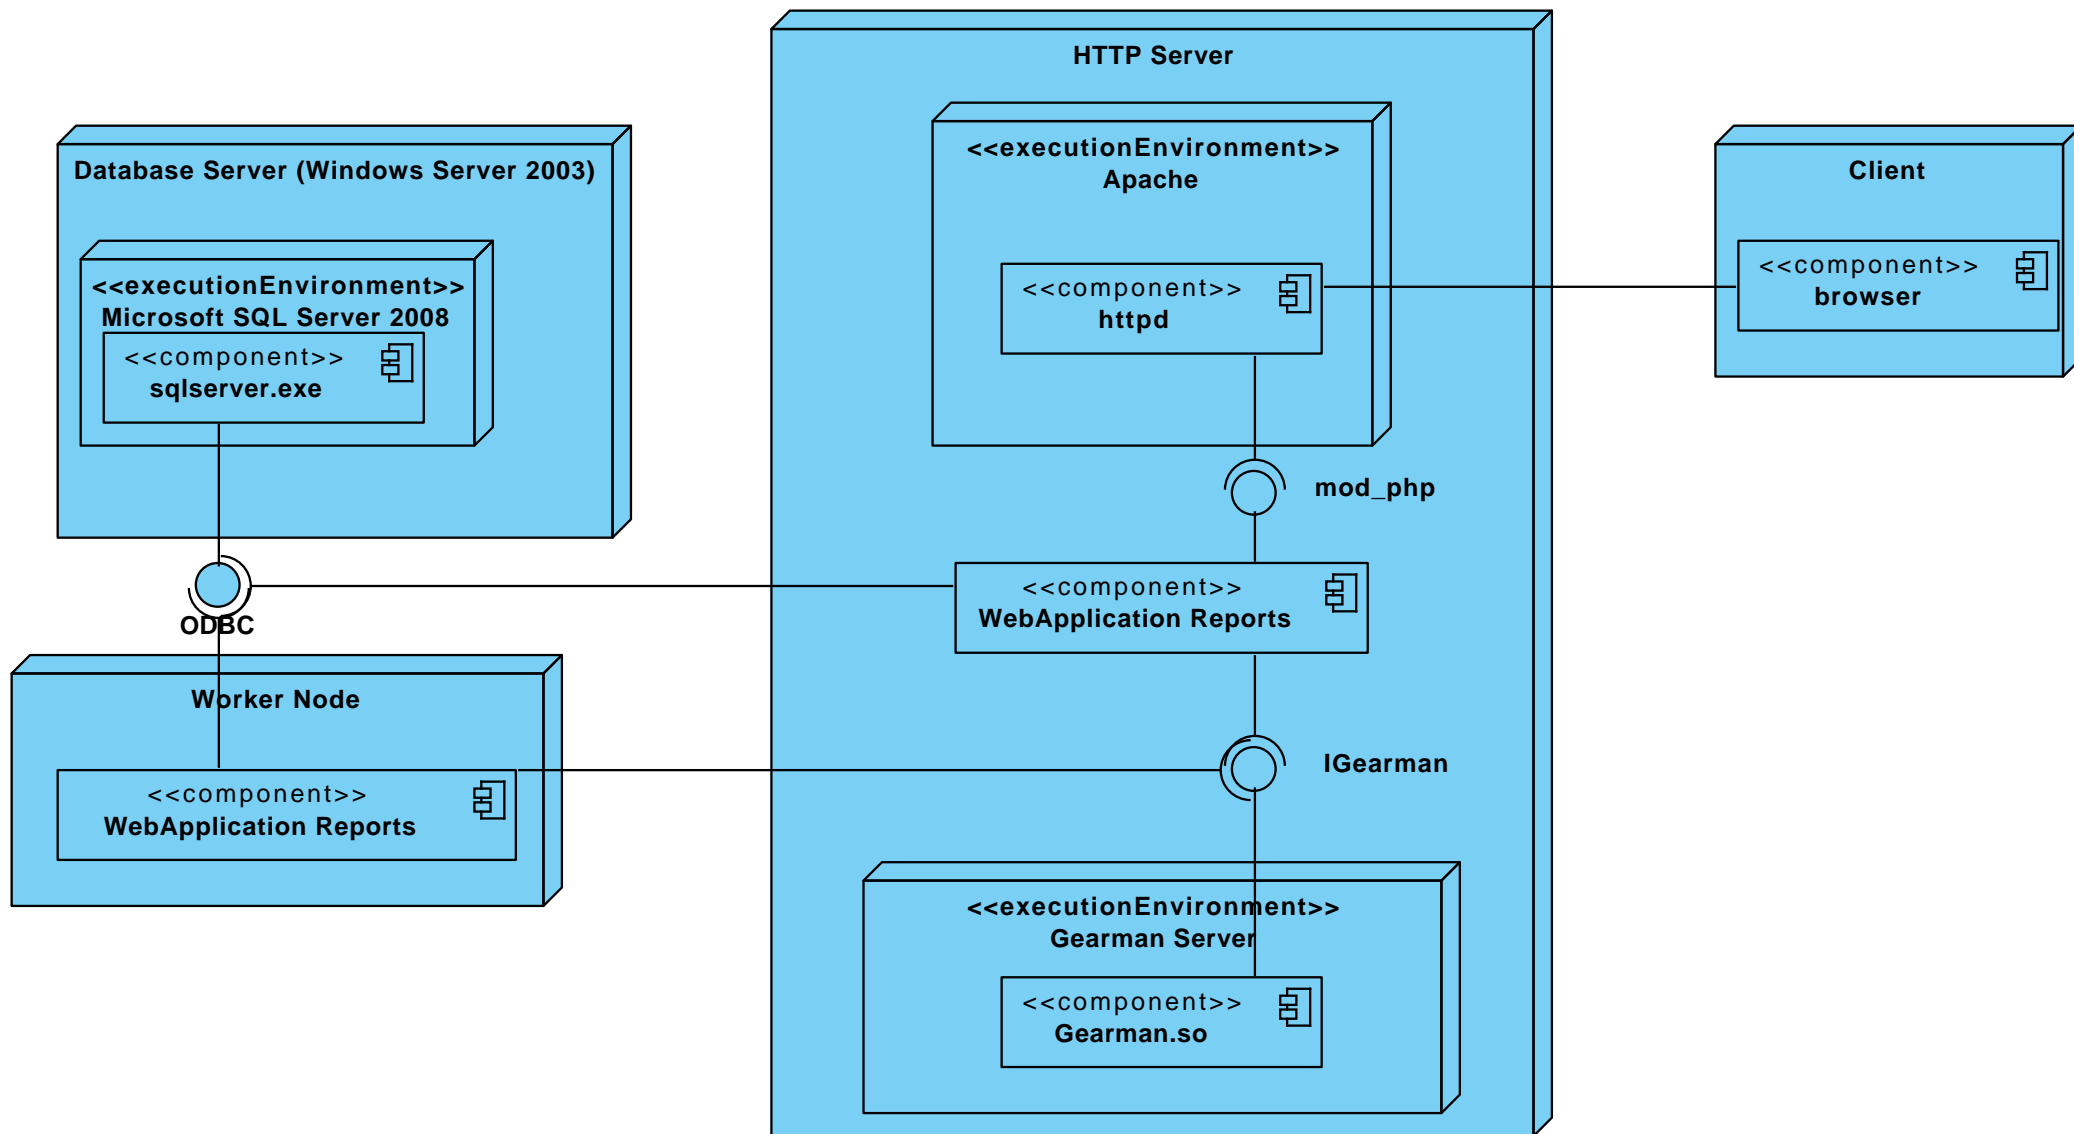 HTTP Server
<<executionEnvironment>>
Apache
<<component>>
httpd
mod_php
<<component>>
WebApplication Reports
IGearman
<<executionEnvironment>>
Gearman Server
<<component>>
Gearman.so
Database Server (Windows Server 2003)
<<executionEnvironment>>
Microsoft SQL Server 2008
<<component>>
sqlserver.exe
ODBC
Worker Node
<<component>>
WebApplication Reports
Client
<<component>>
browser